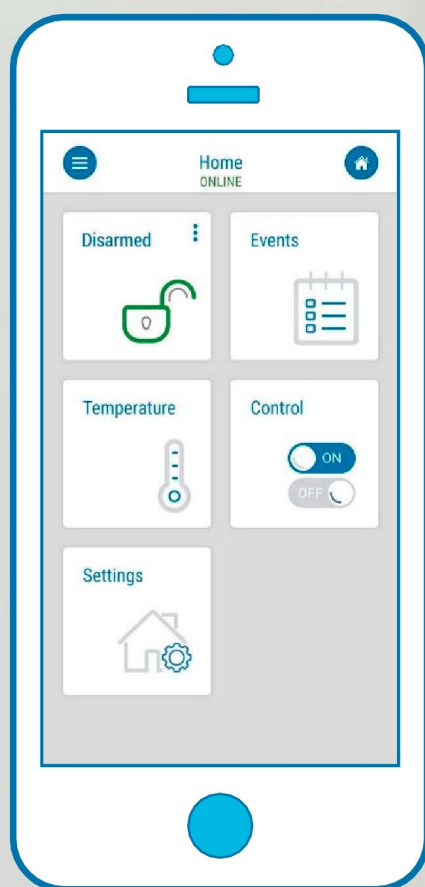 Home
ONLINE
Disarmed
Events
Temperature
Control
ON
OFF
Settings